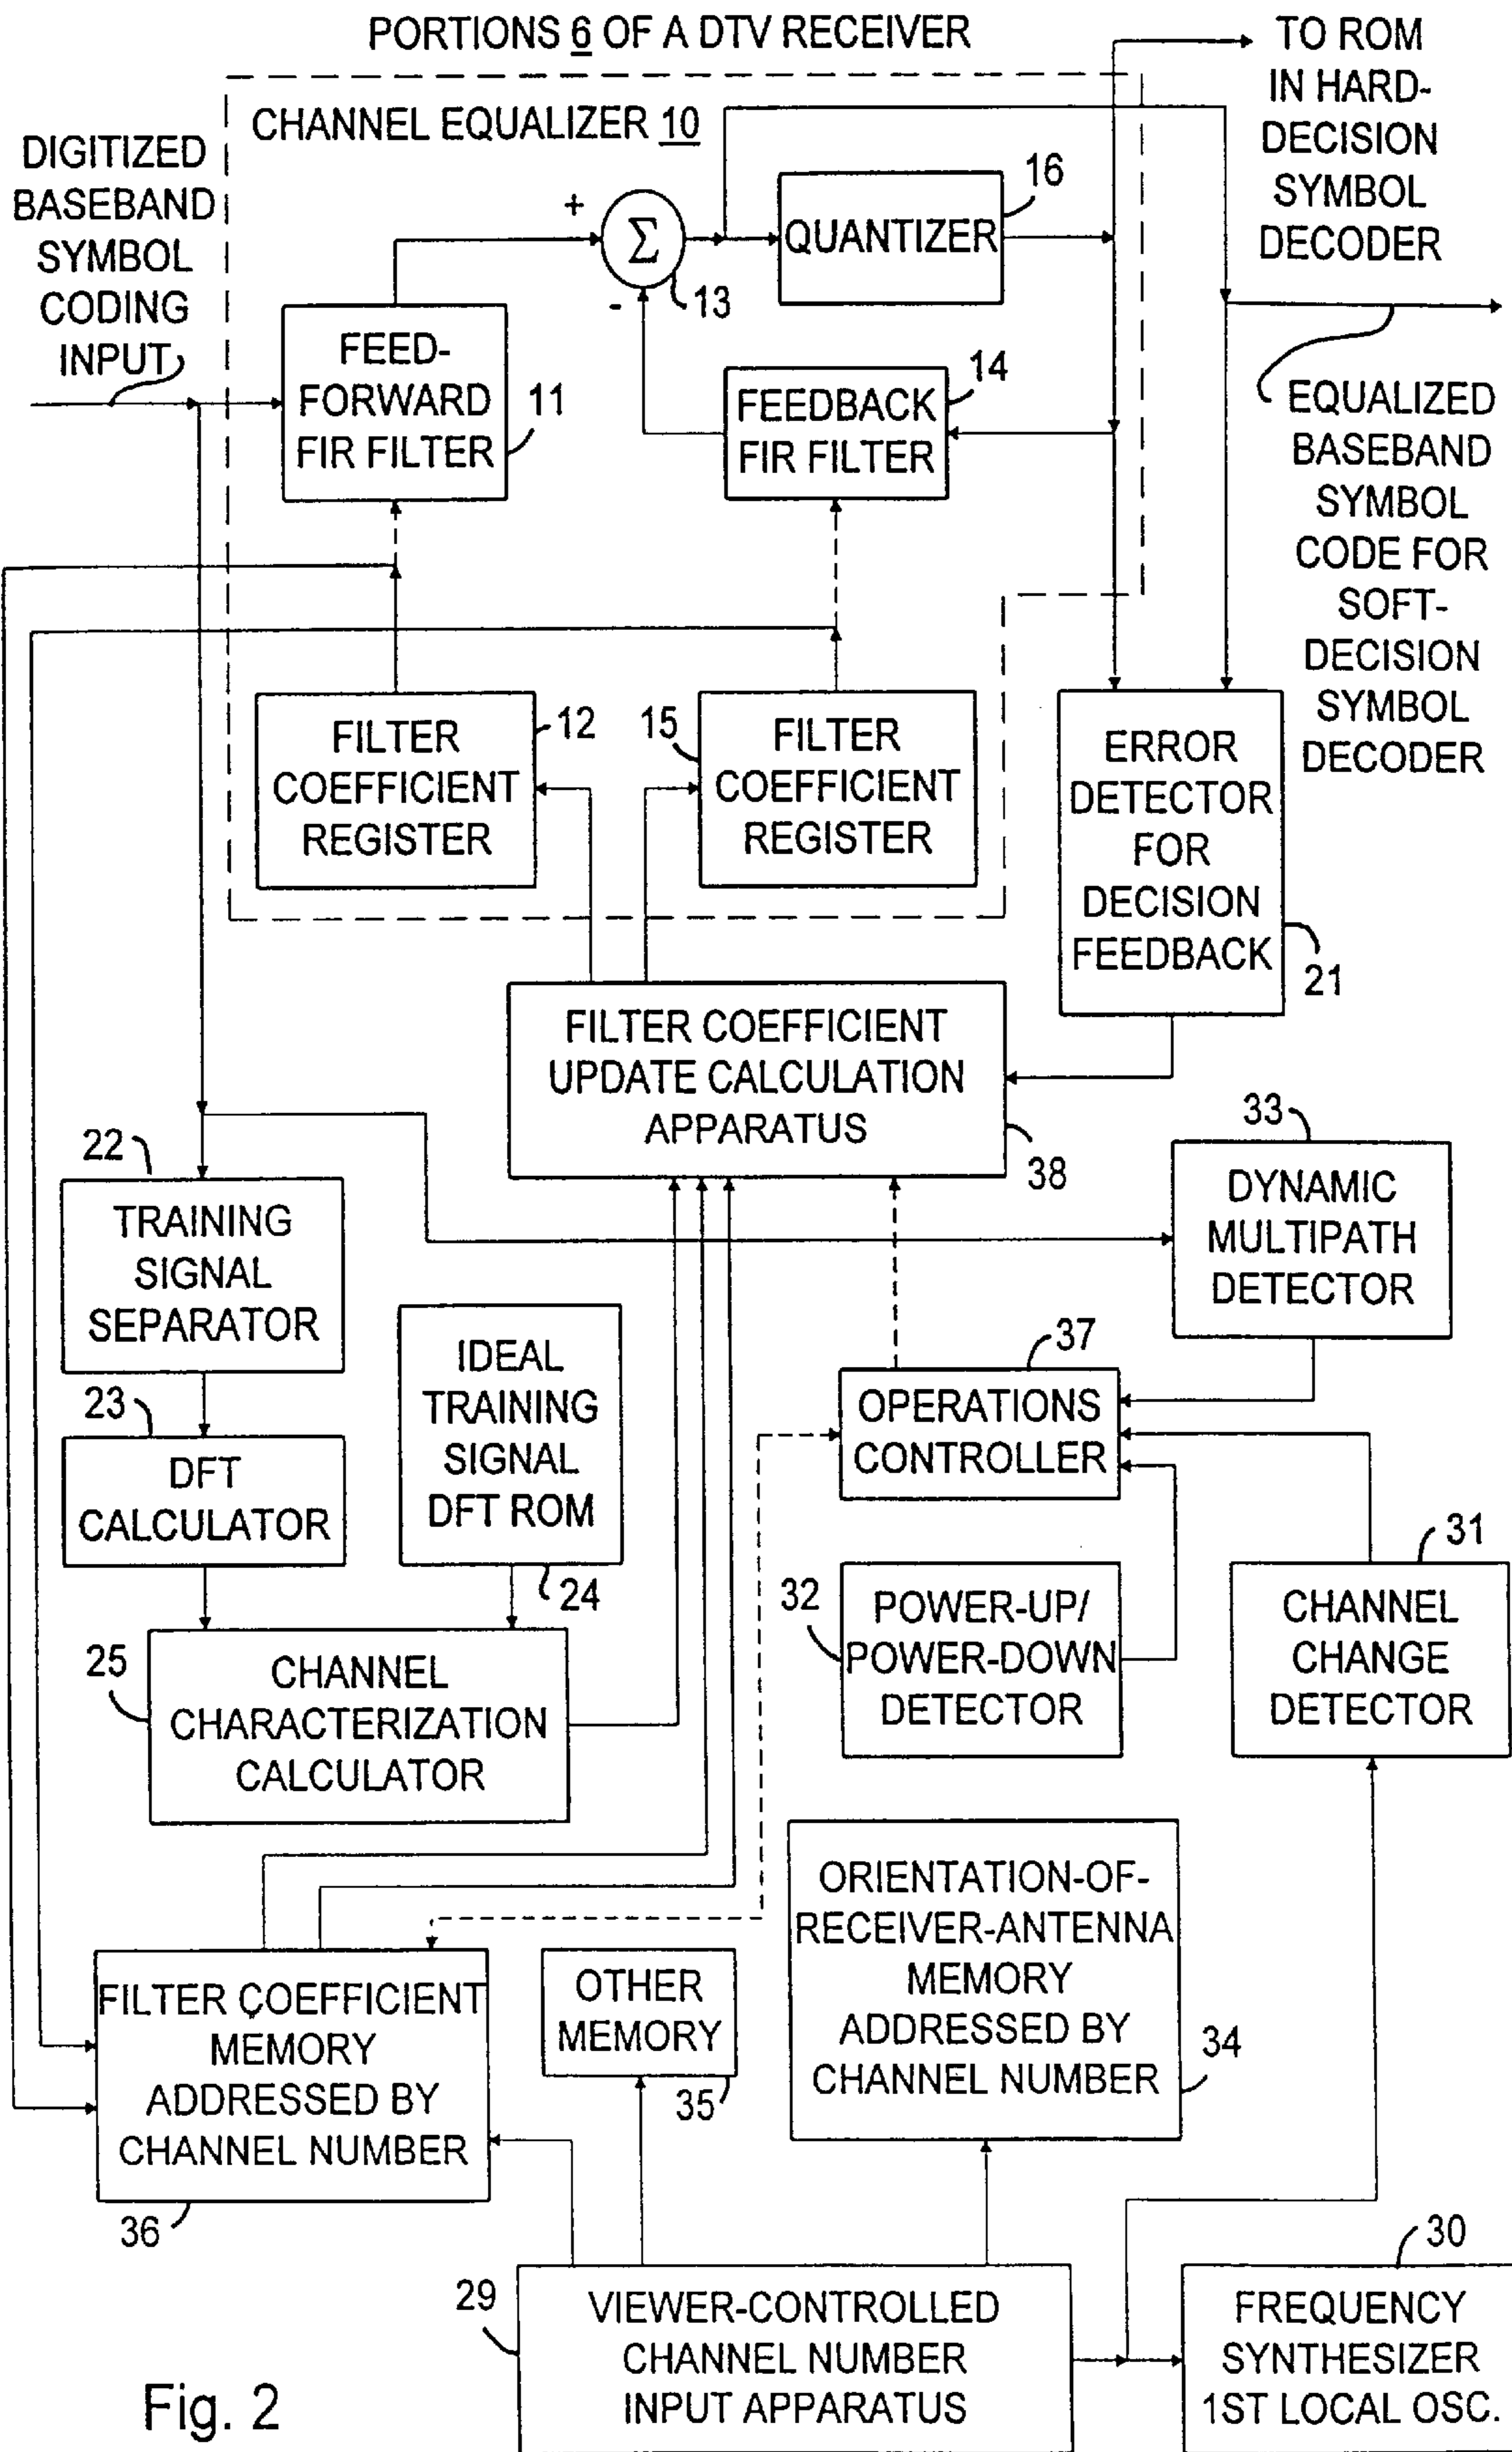 PORTIONS 6 OF A DTV RECEIVER
TO ROM
IN HARD-
DECISION
SYMBOL
DECODER
CHANNEL EQUALIZER 10
DIGITIZED
BASEBAND
SYMBOL
CODING
INPUT
+
Σ
-
13
QUANTIZER
16
FEED-
FORWARD
FIR FILTER
11
FEEDBACK
FIR FILTER
14
EQUALIZED
BASEBAND
SYMBOL
CODE FOR
SOFT-
DECISION
SYMBOL
DECODER
FILTER
COEFFICIENT
REGISTER
12
15
FILTER
COEFFICIENT
REGISTER
ERROR
DETECTOR
FOR
DECISION
FEEDBACK
21
FILTER COEFFICIENT
UPDATE CALCULATION
APPARATUS
38
22
TRAINING
SIGNAL
SEPARATOR
33
DYNAMIC
MULTIPATH
DETECTOR
23
DFT
CALCULATOR
IDEAL
TRAINING
SIGNAL
DFT ROM
24
37
OPERATIONS
CONTROLLER
25
CHANNEL
CHARACTERIZATION
CALCULATOR
32
POWER-UP/
POWER-DOWN
DETECTOR
31
CHANNEL
CHANGE
DETECTOR
ORIENTATION-OF-
RECEIVER-ANTENNA
MEMORY
ADDRESSED BY
CHANNEL NUMBER
34
FILTER COEFFICIENT
MEMORY
ADDRESSED BY
CHANNEL NUMBER
36
OTHER
MEMORY
35
29
VIEWER-CONTROLLED
CHANNEL NUMBER
INPUT APPARATUS
30
FREQUENCY
SYNTHESIZER
1ST LOCAL OSC.
Fig. 2